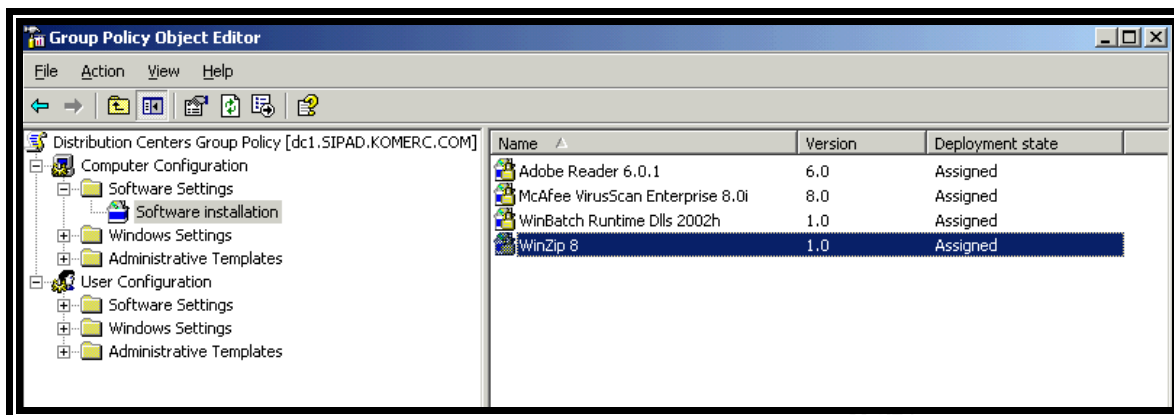 Group Policy Object Editor
File Action View Help
Distribution Centers Group Policy [dc1.SIPAD.KOMERC.COM]
Computer Configuration
Software Settings
Software installation
Windows Settings
Administrative Templates
User Configuration
Software Settings
Windows Settings
Administrative Templates
Name Version Deployment state
Adobe Reader 6.0.1 6.0 Assigned
McAfee VirusScan Enterprise 8.0i 8.0 Assigned
WinBatch Runtime Dlls 2002h 1.0 Assigned
WinZip 8 1.0 Assigned